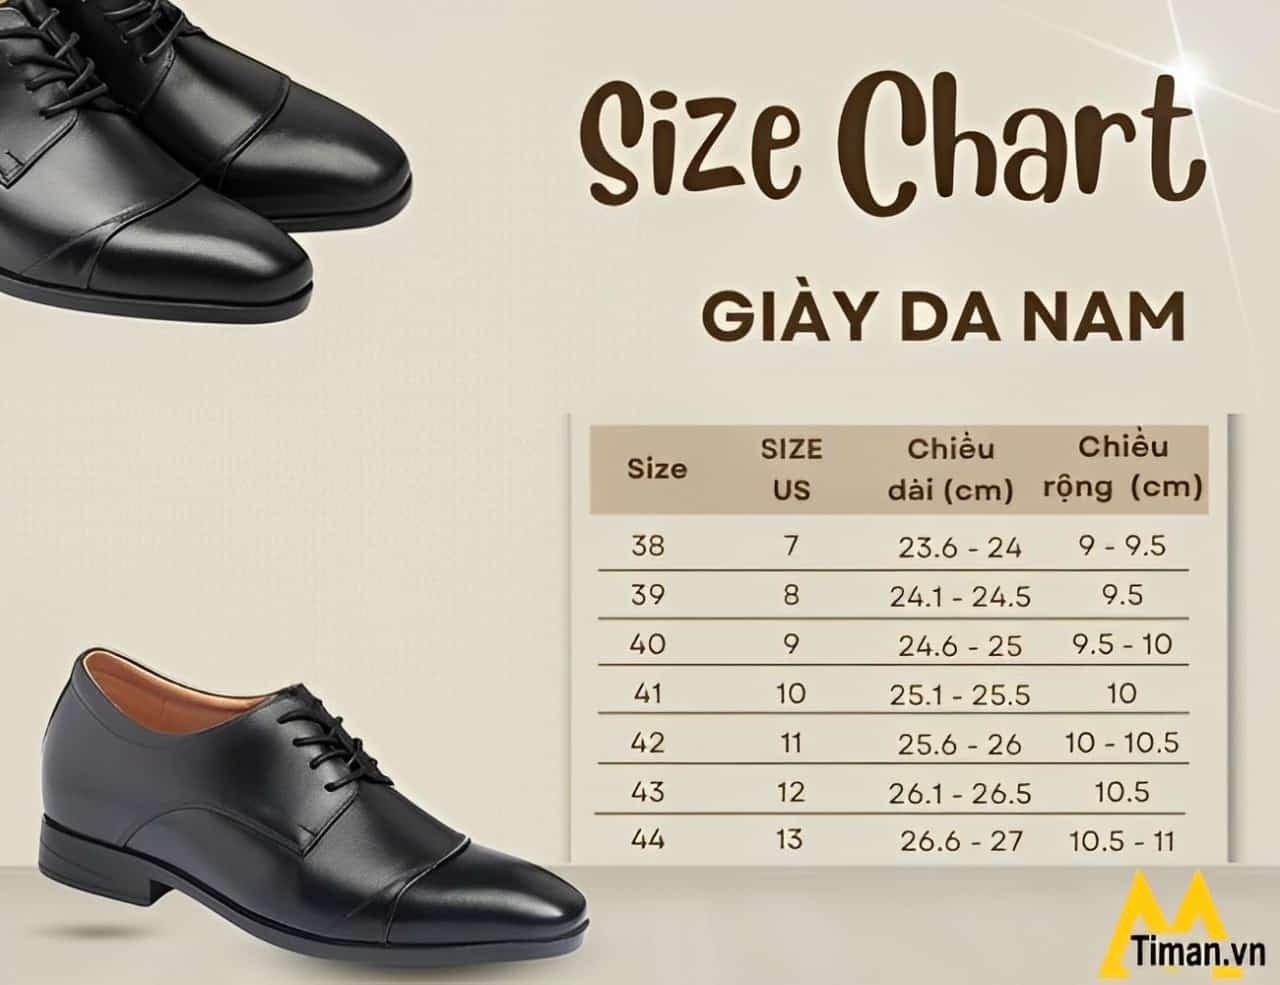 Size Chart
GIÀY DA NAM
Size SIZE US Chiều dài (cm) Chiều rộng (cm)
38 7 23.6 - 24 9 - 9.5
39 8 24.1 - 24.5 9.5
40 9 24.6 - 25 9.5 - 10
41 10 25.1 - 25.5 10
42 11 25.6 - 26 10 - 10.5
43 12 26.1 - 26.5 10.5
44 13 26.6 - 27 10.5 - 11
Timan.vn